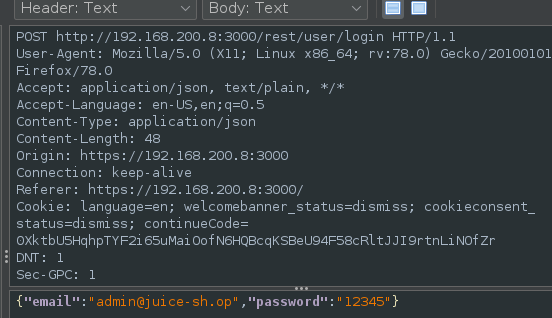 Header: Text Body: Text
POST http://192.168.200.8:3000/rest/user/login HTTP/1.1
User-Agent: Mozilla/5.0 (X11; Linux x86_64; rv:78.0) Gecko/20100101
Firefox/78.0
Accept: application/json, text/plain, */*
Accept-Language: en-US,en;q=0.5
Content-Type: application/json
Content-Length: 48
Origin: https://192.168.200.8:3000
Connection: keep-alive
Referer: https://192.168.200.8:3000/
Cookie: language=en; welcomebanner_status=dismiss; cookieconsent_
status=dismiss; continueCode=
OXktbU5HqhpTYF2i65uMaiOofN6HQBcqKSBeU94F58cRltJJI9rtnLiNOfZr
DNT: 1
Sec-GPC: 1
{"email":"admin@juice-sh.op","password":"12345"}